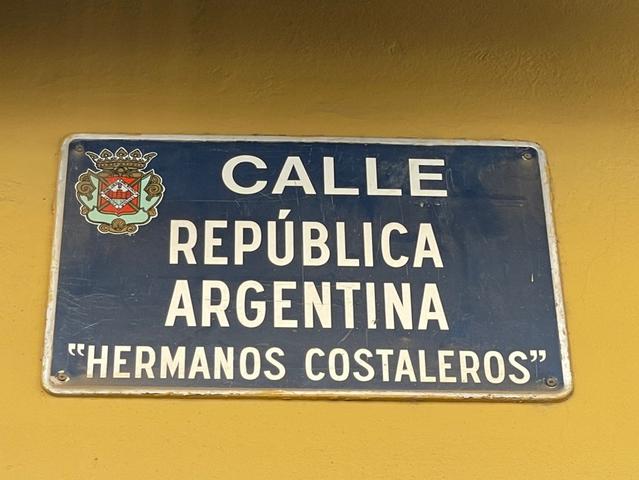 CALLE
REPÚBLICA
ARGENTINA
“HERMANOS COSTALEROS”